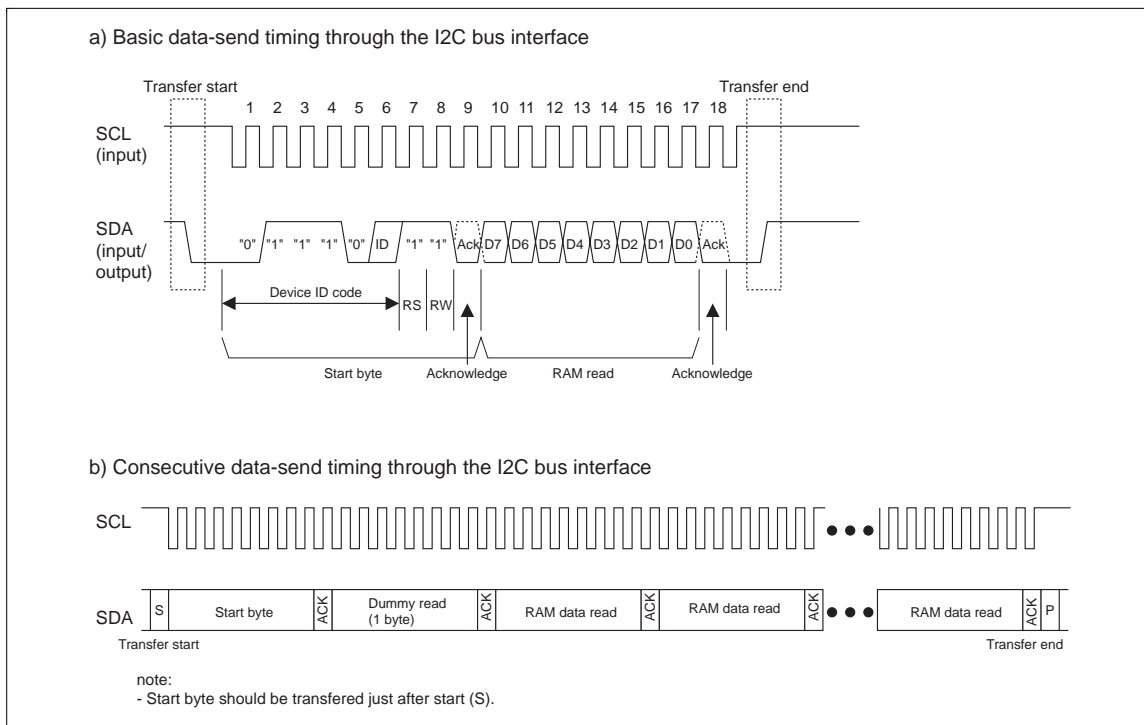 a) Basic data-send timing through the I2C bus interface
Transfer start
Transfer end
1 2 3 4 5 6 7 8 9 10 11 12 13 14 15 16 17 18
SCL
(input)
SDA
(input/
output)
"0" "1" "1" "1" "0" ID "1" "1" Ack D7 D6 D5 D4 D3 D2 D1 D0 Ack
Device ID code
RS RW
Start byte
Acknowledge
RAM read
Acknowledge
b) Consecutive data-send timing through the I2C bus interface
SCL
SDA
S Start byte ACK Dummy read (1 byte) ACK RAM data read ACK RAM data read ACK RAM data read ACK P
Transfer start
Transfer end
note:
- Start byte should be transfered just after start (S).